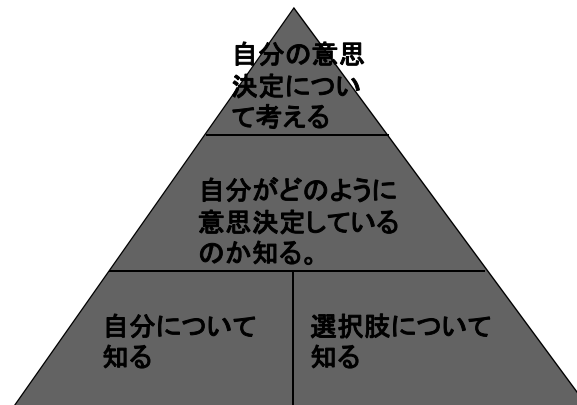 自分の意思
決定につい
て考える
自分がどのように
意思決定している
のか知る。
自分について
知る
選択肢について
知る